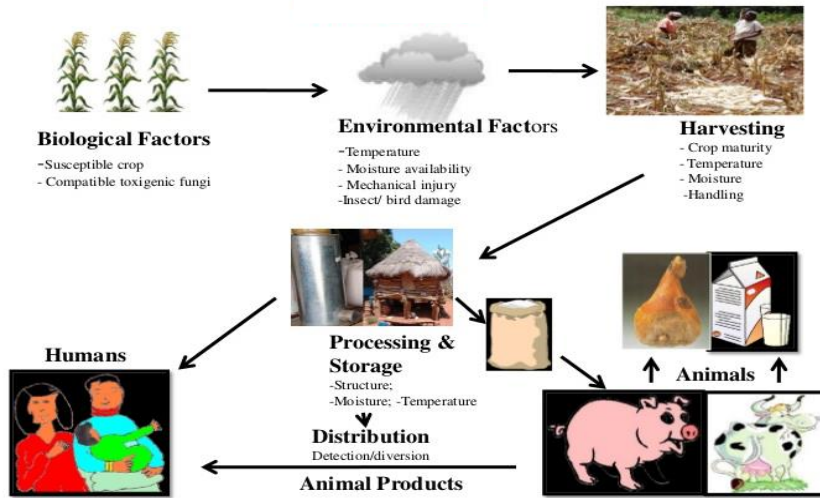 Biological Factors
-Susceptible crop
- Compatible toxigenic fungi
Environmental Factors
-Temperature
- Moisture availability
- Mechanical injury
-Insect/ bird damage
Harvesting
- Crop maturity
- Temperature
- Moisture
-Handling
Processing &
Storage
-Structure;
-Moisture; -Temperature
Distribution
Detection/diversion
Animals
Humans
Animal Products